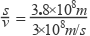 s/v = 3.8×10⁸m / 3×10⁸m/s